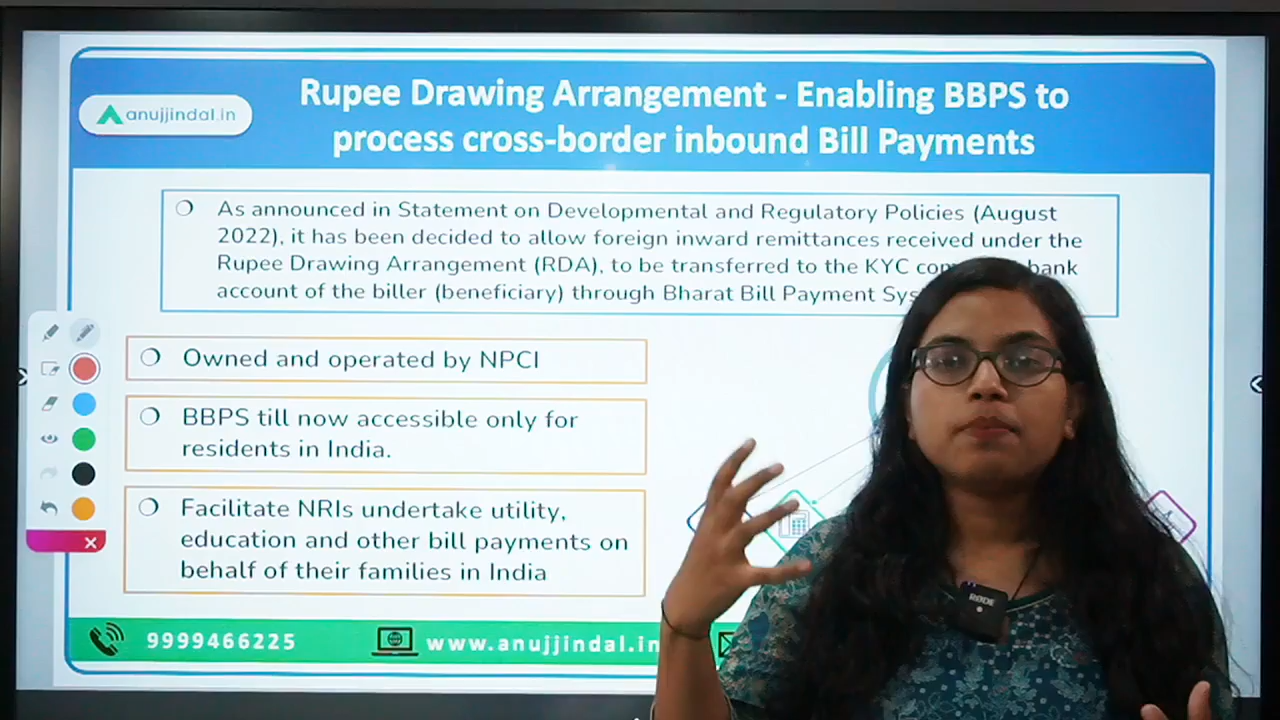 Rupee Drawing Arrangement - Enabling BBPS to
process cross-border inbound Bill Payments
anujjindal.in
As announced in Statement on Developmental and Regulatory Policies (August
2022), it has been decided to allow foreign inward remittances received under the
Rupee Drawing Arrangement (RDA), to be transferred to the KYC bank
account of the biller (beneficiary) through Bharat Bill Payment
Owned and operated by NPCI
BBPS till now accessible only for
residents in India.
Facilitate NRIs undertake utility,
education and other bill payments on
behalf of their families in India
RØDE
9999466225
www.anujjindal.in